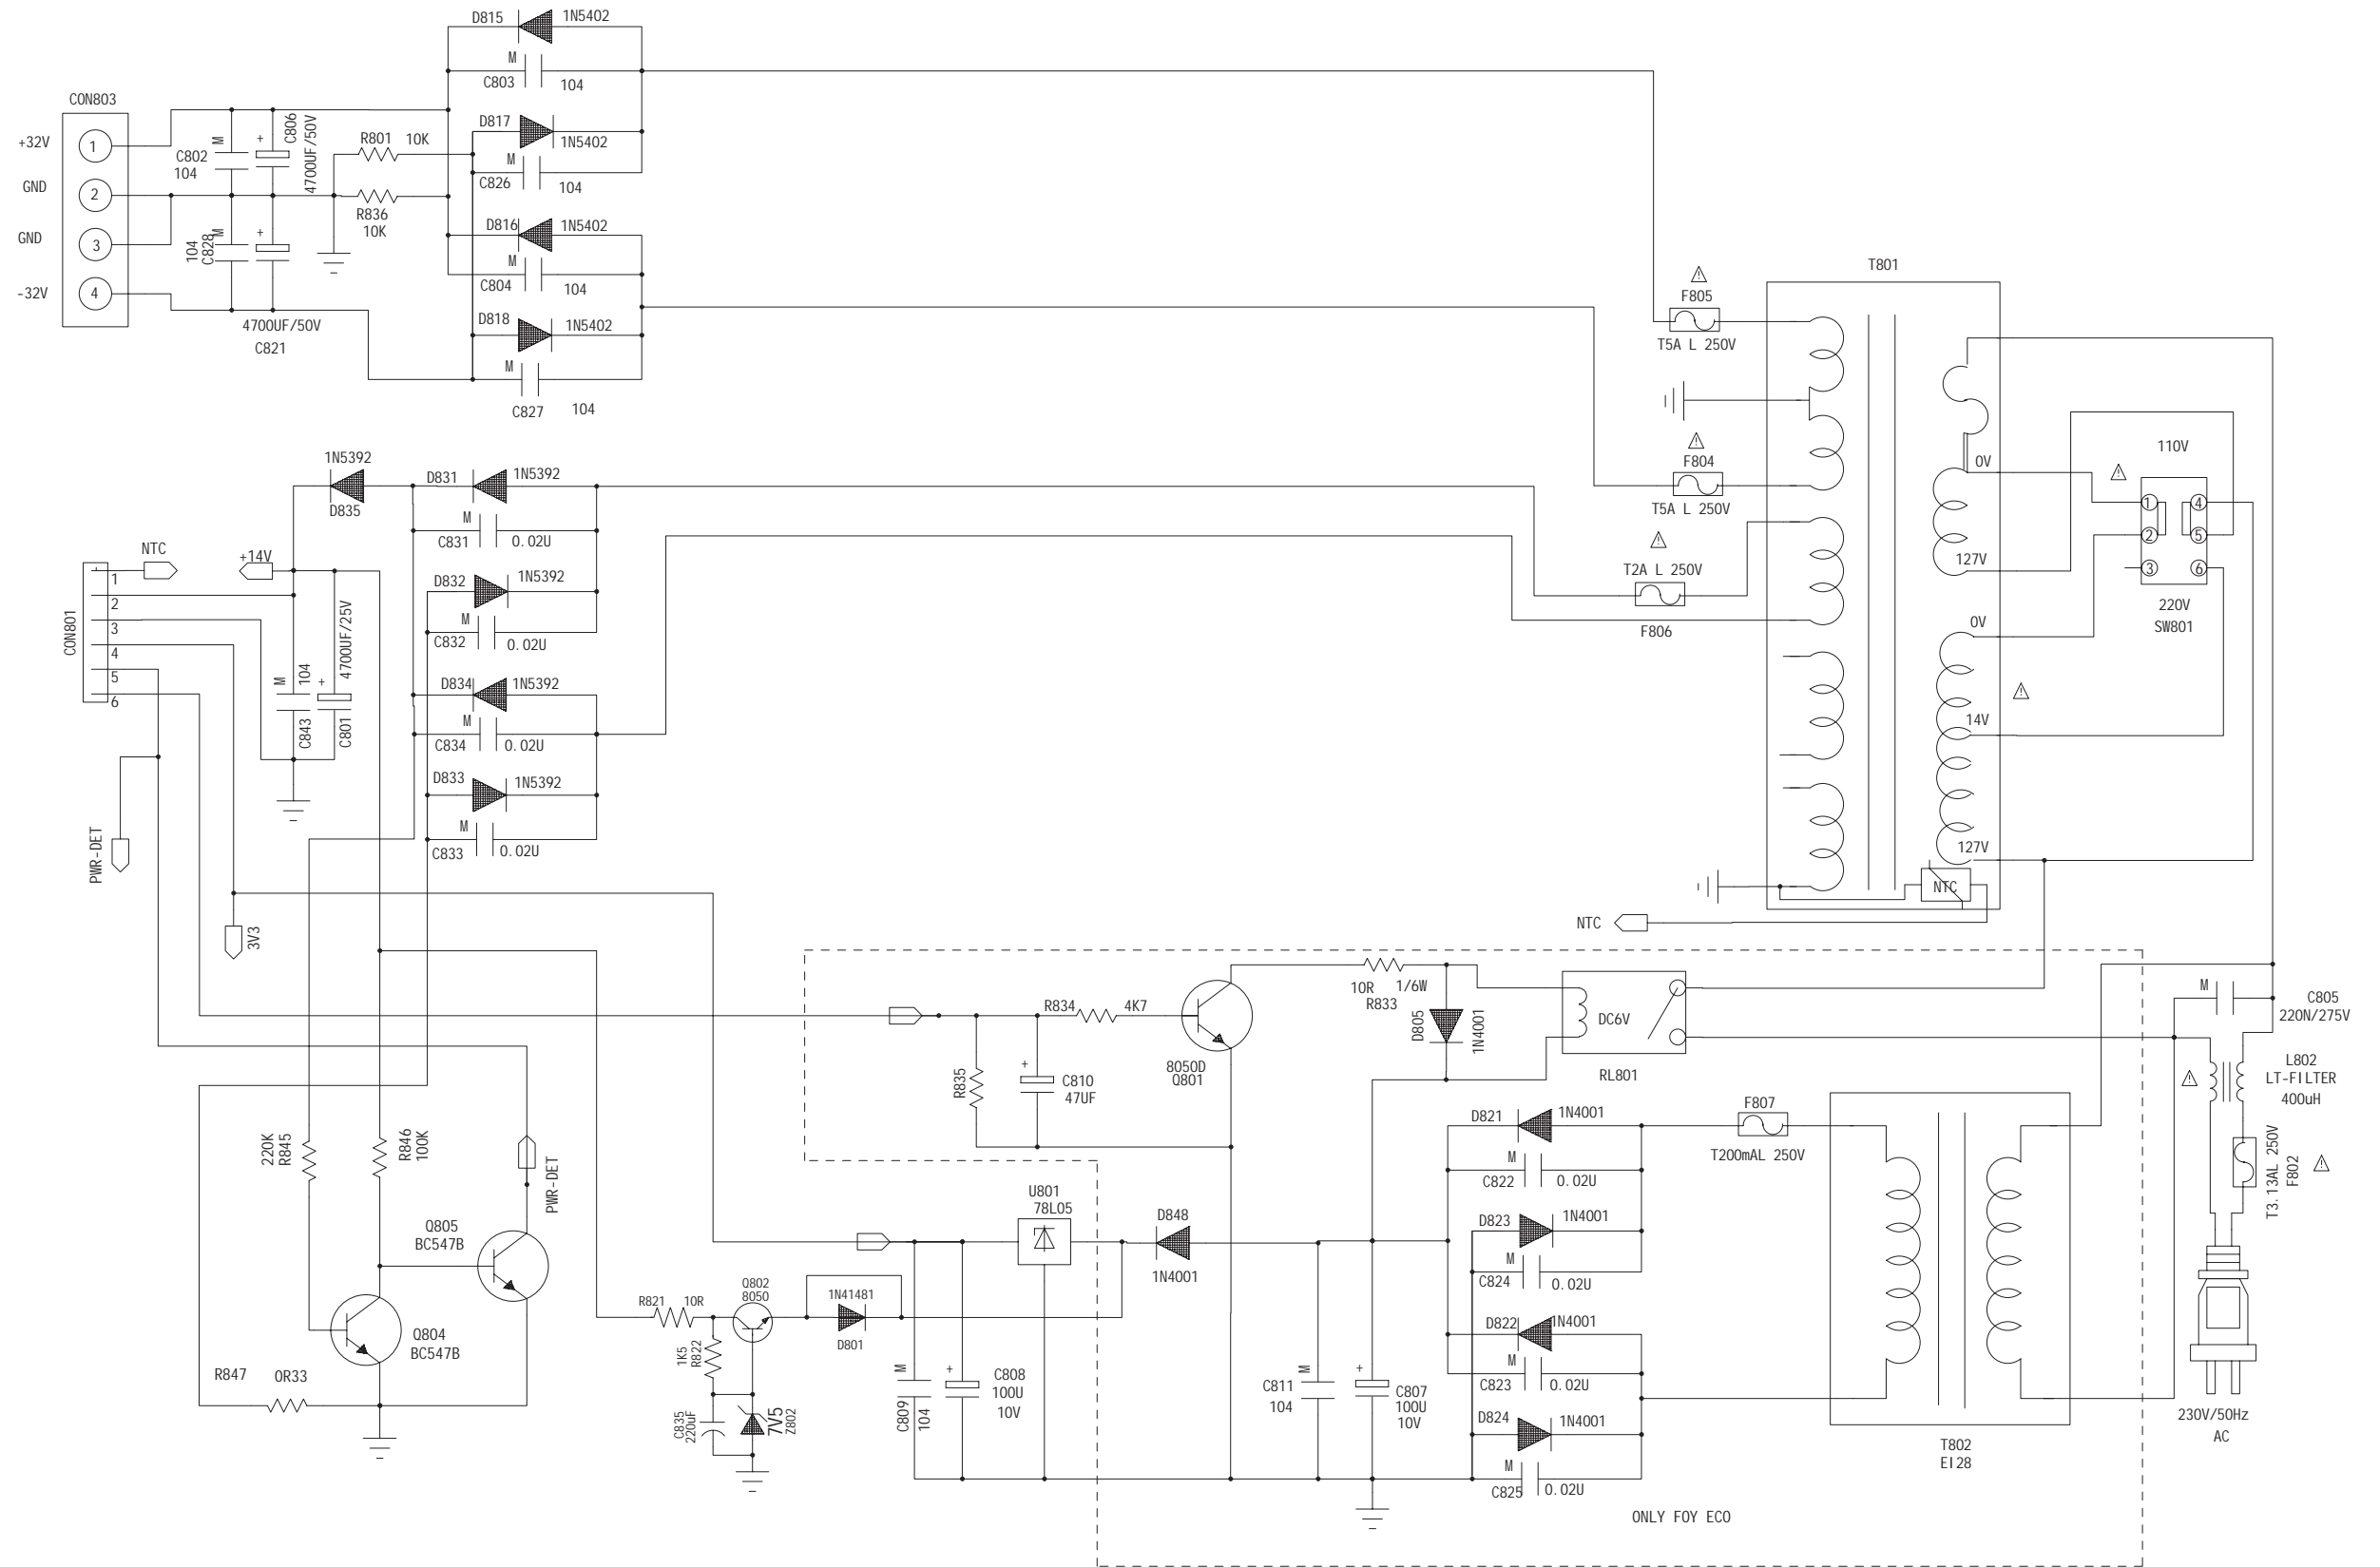 D815
1N5402
M
C803
104
CON803
+32V
1
GND
2
GND
3
-32V
4
M
C802
104
+
C806
4700UF/50V
R801 10K
R836
10K
104
C828
M
+
4700UF/50V
C821
D817
1N5402
M
C826
104
D816
1N5402
M
C804
104
D818
1N5402
M
C827
104
F805
T5A L 250V
F804
T5A L 250V
T2A L 250V
F806
T801
0V
127V
0V
14V
127V
NTC
NTC
110V
1
4
2
5
3
6
220V
SW801
1N5392
D835
D831
1N5392
M
C831
0.02U
D832
1N5392
M
C832
0.02U
D834
1N5392
M
C834
0.02U
D833
1N5392
M
C833
0.02U
NTC
+14V
CON801
1
2
3
4
5
6
M
104
C843
+
4700UF/25V
C801
PWR-DET
3V3
R834
4K7
R835
+
C810
47UF
8050D
Q801
10R
1/6W
R833
D805
1N4001
DC6V
RL801
M
C805
220N/275V
L802
LT-FILTER
400uH
T3.13AL 250V
F802
230V/50Hz
AC
220K
R845
R846
100K
PWR-DET
Q805
BC547B
Q804
BC547B
R847
0R33
R821
10R
1K5
R822
Q802
8050
1N41481
D801
C835
220uF
7V5
Z802
U801
78L05
D848
1N4001
M
C809
104
+
C808
100U
10V
M
C811
104
+
C807
100U
10V
D821
1N4001
M
C822
0.02U
D823
1N4001
M
C824
0.02U
D822
1N4001
M
C823
0.02U
D824
1N4001
M
C825
0.02U
F807
T200mAL 250V
T802
EI28
ONLY FOY ECO